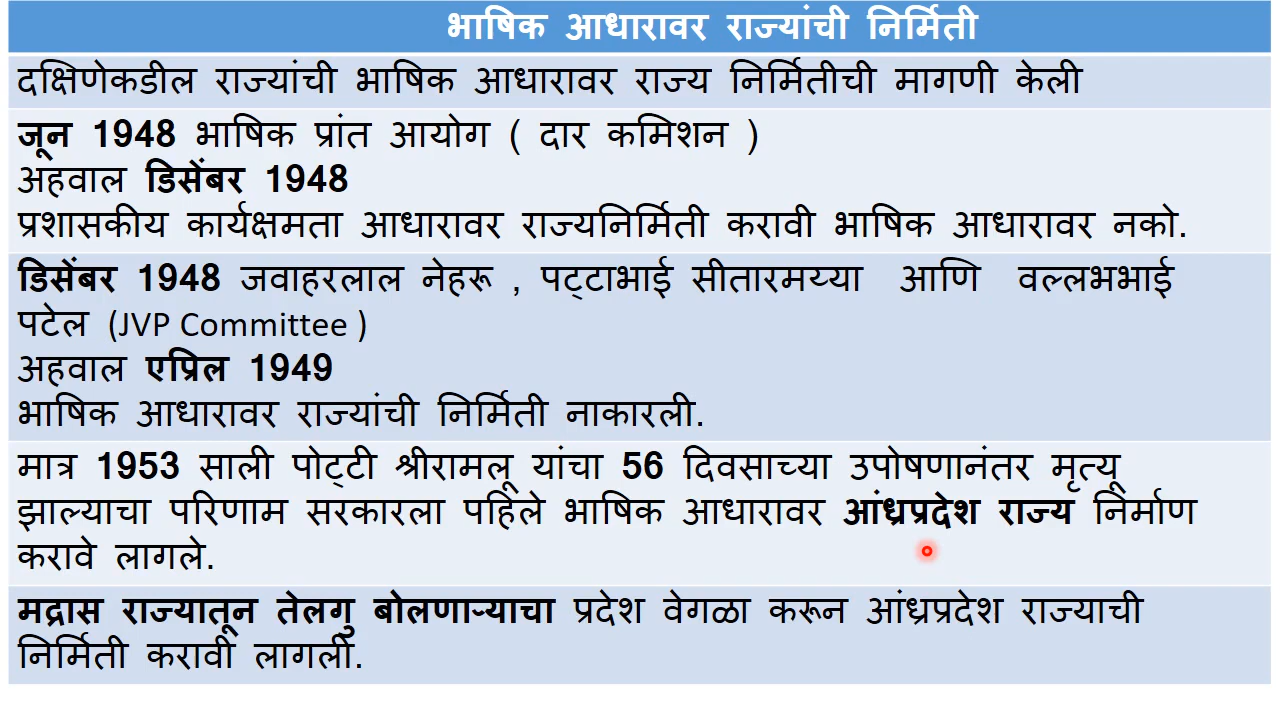 भाषिक आधारावर राज्यांची निर्मिती
दक्षिणेकडील राज्यांची भाषिक आधारावर राज्य निर्मितीची मागणी केली
जून 1948 भाषिक प्रांत आयोग ( दार कमिशन )
अहवाल डिसेंबर 1948
प्रशासकीय कार्यक्षमता आधारावर राज्यनिर्मिती करावी भाषिक आधारावर नको.
डिसेंबर 1948 जवाहरलाल नेहरू , पट्टाभाई सीतारमय्या आणि वल्लभभाई
पटेल (JVP Committee )
अहवाल एप्रिल 1949
भाषिक आधारावर राज्यांची निर्मिती नाकारली.
मात्र 1953 साली पोट्टी श्रीरामलू यांचा 56 दिवसाच्या उपोषणानंतर मृत्यू
झाल्याचा परिणाम सरकारला पहिले भाषिक आधारावर आंध्रप्रदेश राज्य निर्माण
करावे लागले.
मद्रास राज्यातून तेलगु बोलणाऱ्याचा प्रदेश वेगळा करून आंध्रप्रदेश राज्याची
निर्मिती करावी लागली.